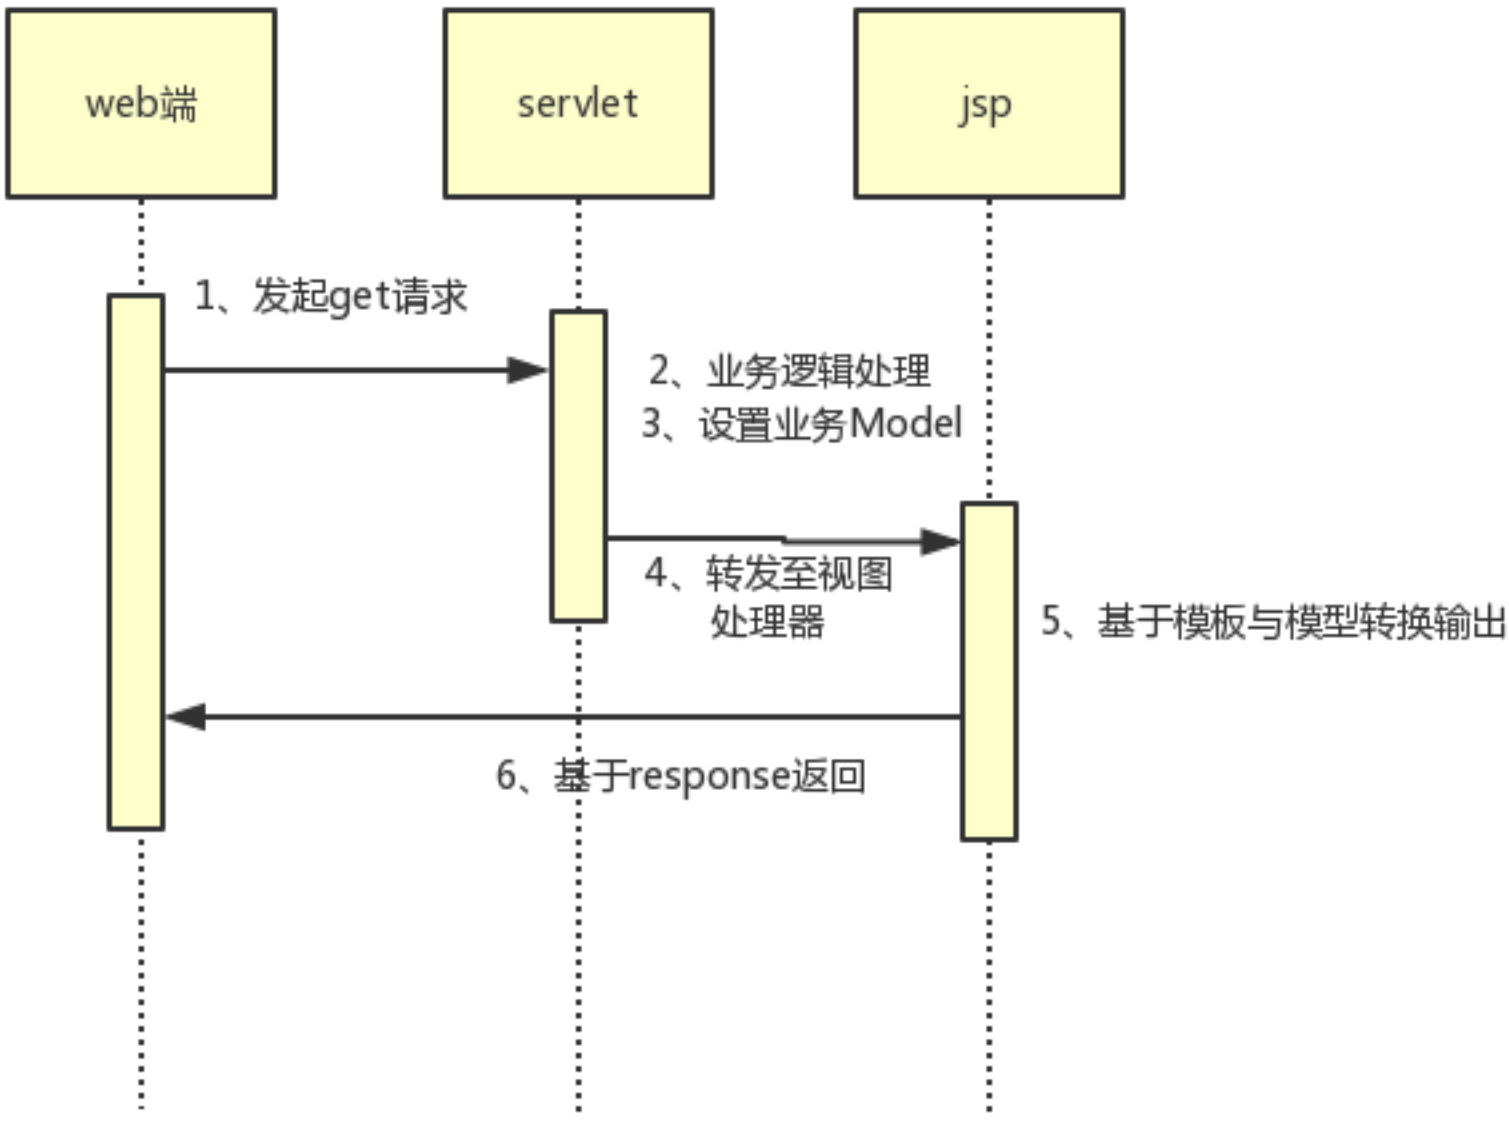 web端
servlet
jsp
1、发起get请求
2、业务逻辑处理
3、设置业务Model
4、转发至视图
处理器
5、基于模板与模型转换输出
6、基于response返回